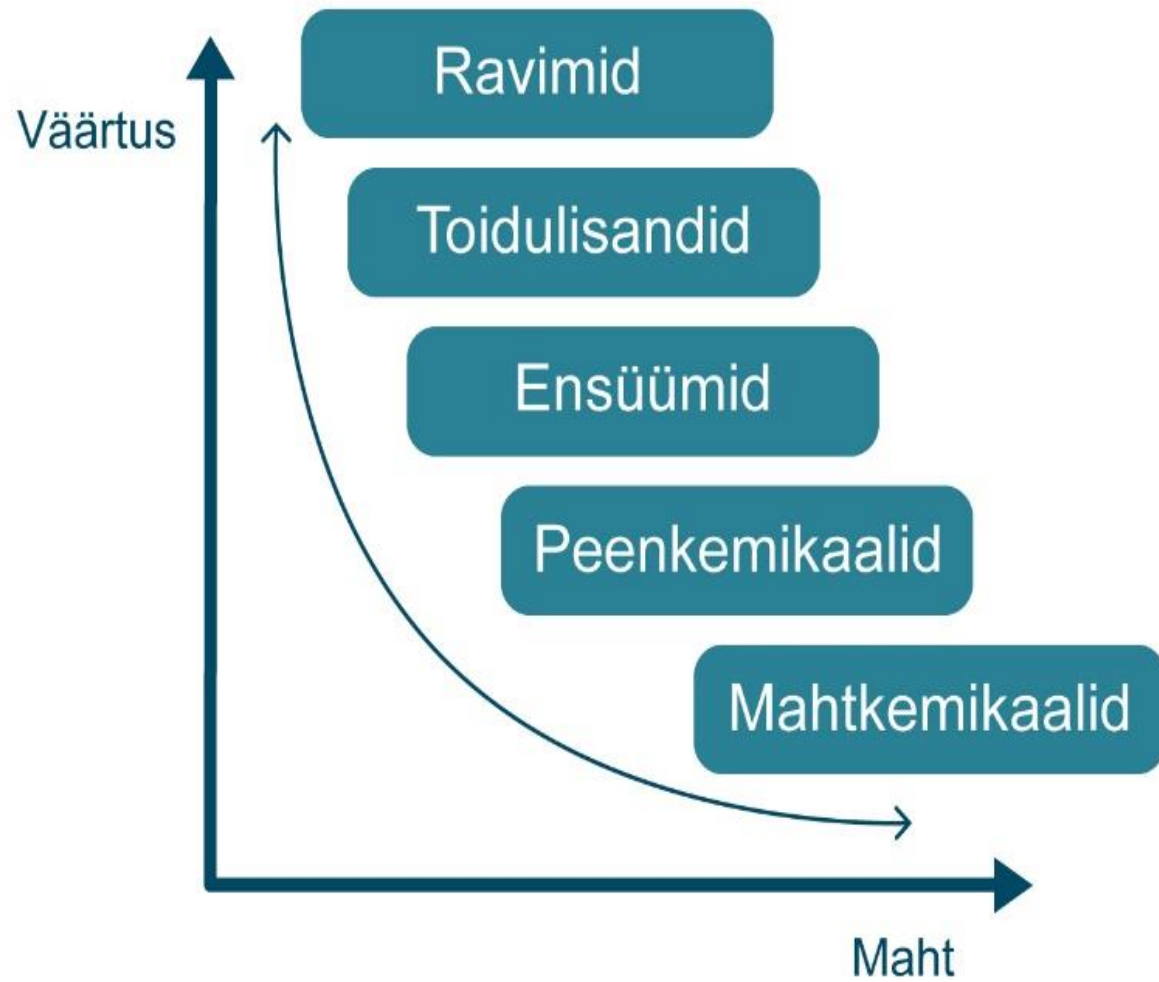 Ravimid
Väärtus
Toidulisandid
Ensüümid
Peenkemikaalid
Mahtkemikaalid
Maht